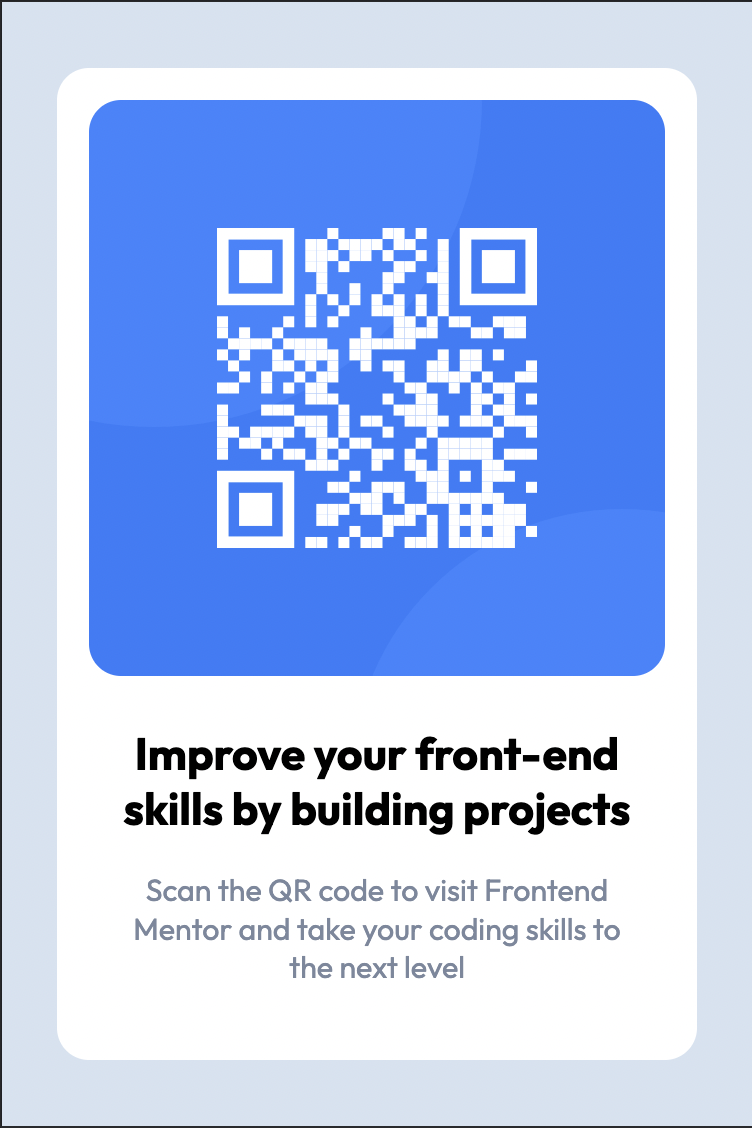 Improve your front-end
skills by building projects
Scan the QR code to visit Frontend
Mentor and take your coding skills to
the next level